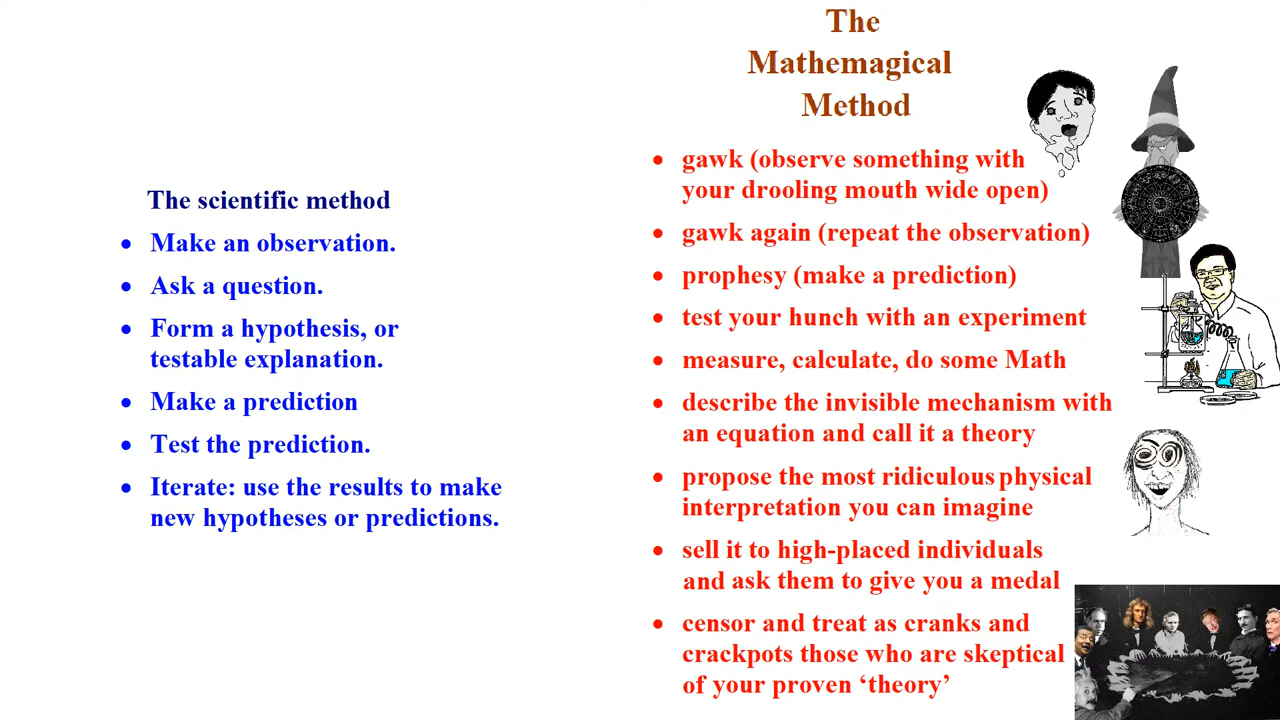 The scientific method
• Make an observation.
• Ask a question.
• Form a hypothesis, or
testable explanation.
• Make a prediction
• Test the prediction.
• Iterate: use the results to make
new hypotheses or predictions.
The
Mathemagical
Method
• gawk (observe something with
your drooling mouth wide open)
• gawk again (repeat the observation)
• prophesy (make a prediction)
• test your hunch with an experiment
• measure, calculate, do some Math
• describe the invisible mechanism with
an equation and call it a theory
• propose the most ridiculous physical
interpretation you can imagine
• sell it to high-placed individuals
and ask them to give you a medal
• censor and treat as cranks and
crackpots those who are skeptical
of your proven ‘theory’